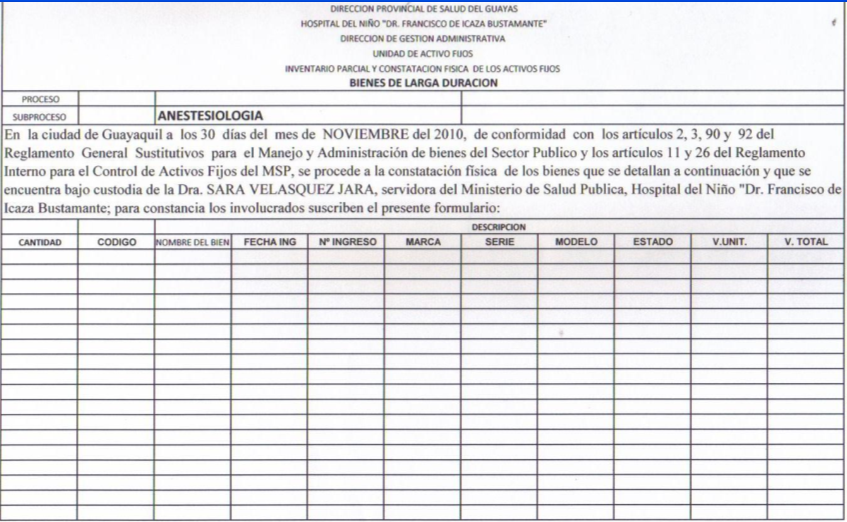 DIRECCION PROVINCIAL DE SALUD DEL GUAYAS
HOSPITAL DEL NIÑO "DR. FRANCISCO DE ICAZA BUSTAMANTE"
DIRECCION DE GESTION ADMINISTRATIVA
UNIDAD DE ACTIVO FIJOS
INVENTARIO PARCIAL Y CONSTATACION FISICA DE LOS ACTIVOS FIJOS
BIENES DE LARGA DURACION
PROCESO
SUBPROCESO ANESTESIOLOGIA
En la ciudad de Guayaquil a los 30 días del mes de NOVIEMBRE del 2010, de conformidad con los artículos 2, 3, 90 y 92 del
Reglamento General Sustitutivos para el Manejo y Administración de bienes del Sector Publico y los artículos 11 y 26 del Reglamento
Interno para el Control de Activos Fijos del MSP, se procede a la constatación física de los bienes que se detallan a continuación y que se
encuentra bajo custodia de la Dra. SARA VELASQUEZ JARA, servidora del Ministerio de Salud Publica, Hospital del Niño "Dr. Francisco de
Icaza Bustamante; para constancia los involucrados suscriben el presente formulario:
DESCRIPCION
CANTIDAD CODIGO NOMBRE DEL BIEN FECHA ING Nº INGRESO MARCA SERIE MODELO ESTADO V.UNIT. V. TOTAL